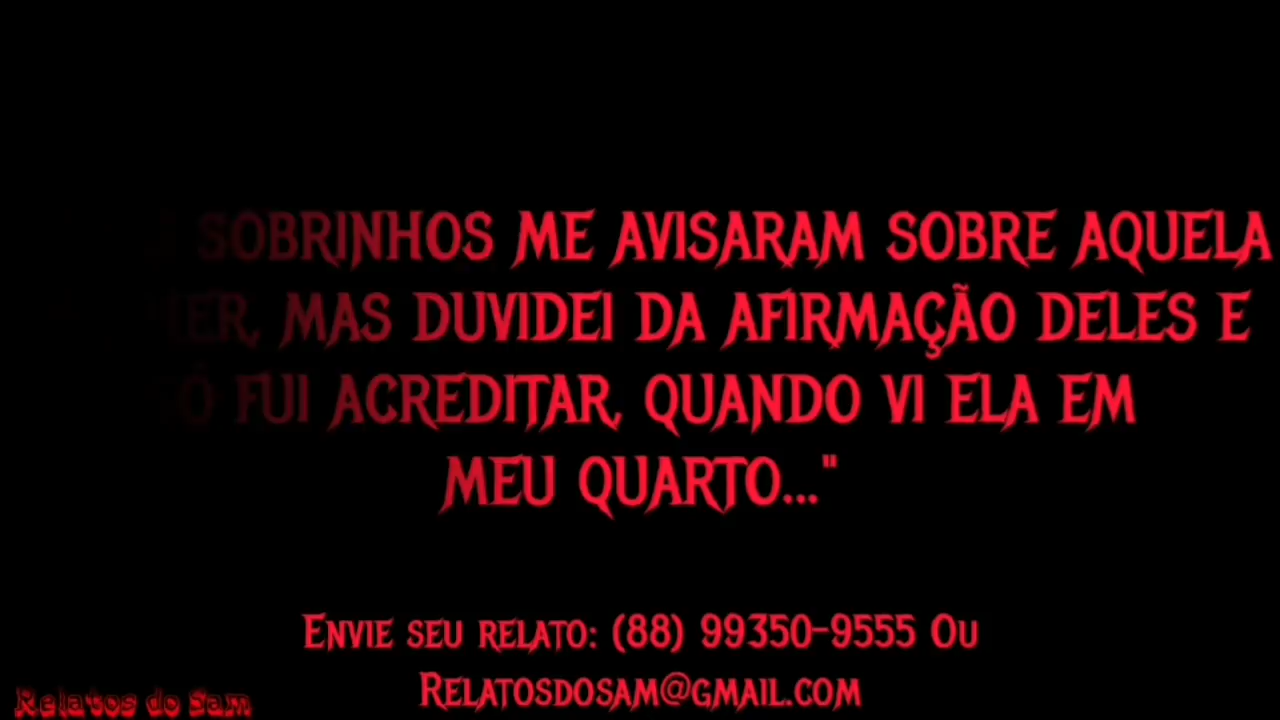 SOBRINHOS ME AVISARAM SOBRE AQUELA
MAS DUVIDEI DA AFIRMAÇÃO DELES E
SÓ FUI ACREDITAR, QUANDO VI ELA EM
MEU QUARTO..."
ENVIE SEU RELATO: (88) 99350-9555 OU
RELATOSDOSAM@GMAIL.COM
Relatos do Sam